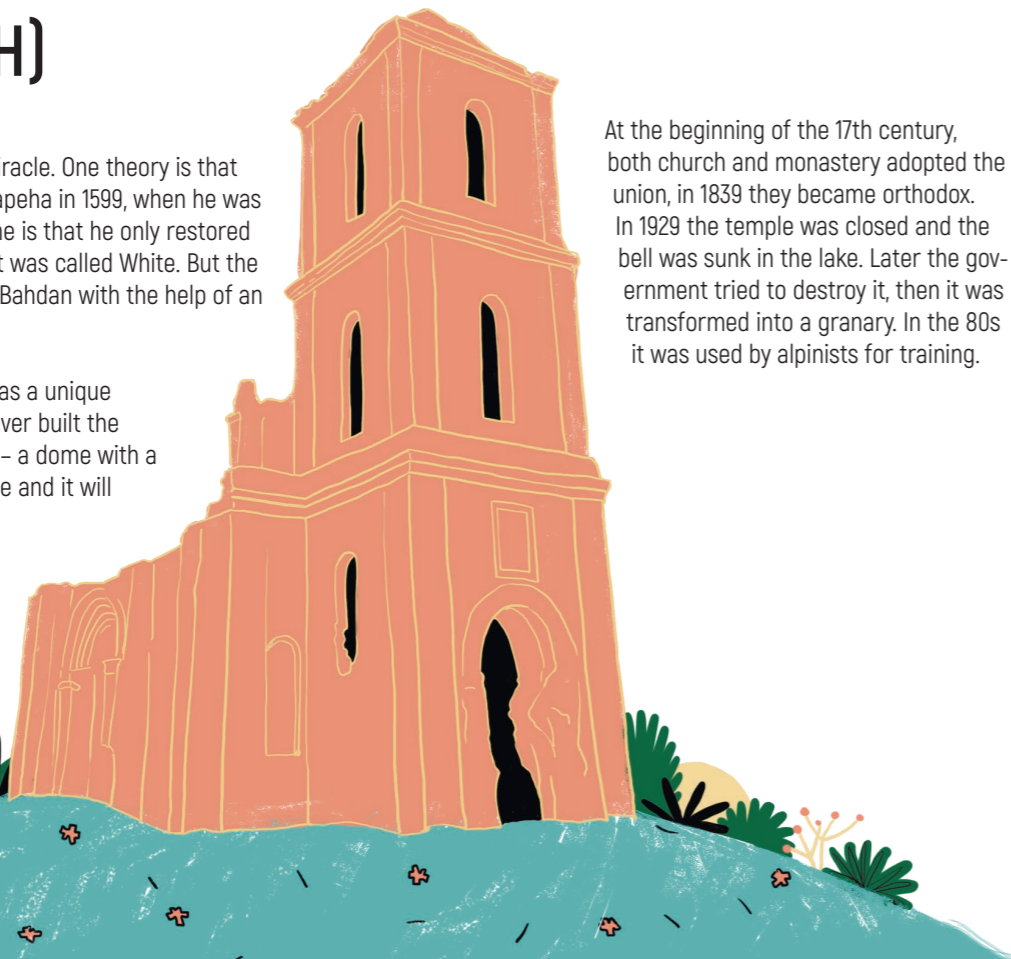 H)
iracle. One theory is that
apeha in 1599, when he was
ne is that he only restored
t was called White. But the
Bahdan with the help of an
as a unique
ver built the
– a dome with a
e and it will
At the beginning of the 17th century,
both church and monastery adopted the
union, in 1839 they became orthodox.
In 1929 the temple was closed and the
bell was sunk in the lake. Later the gov-
ernment tried to destroy it, then it was
transformed into a granary. In the 80s
it was used by alpinists for training.